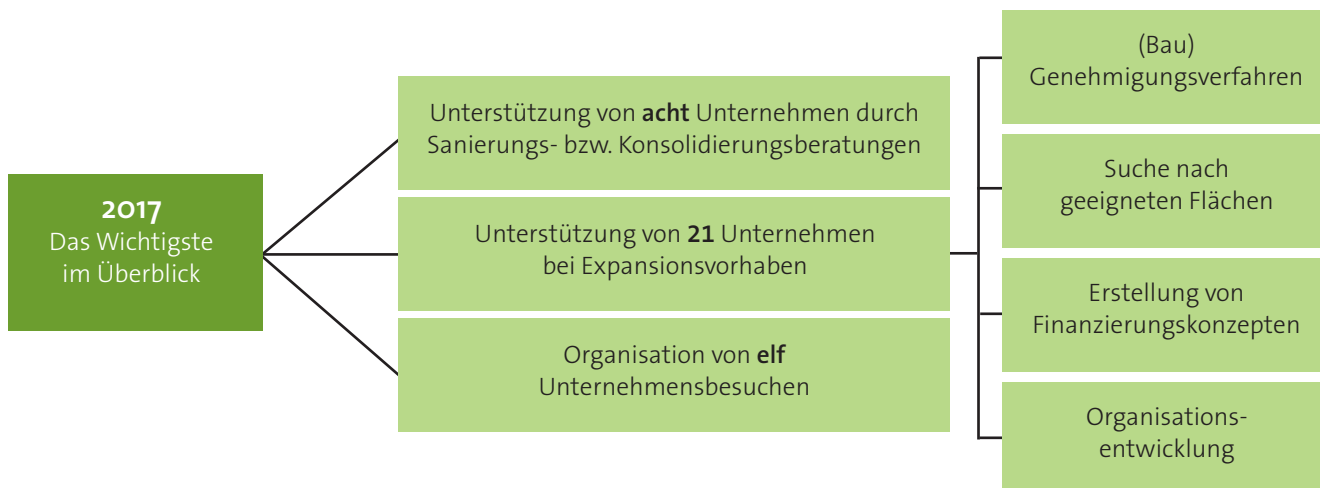 2017
Das Wichtigste
im Überblick
Unterstützung von acht Unternehmen durch
Sanierungs- bzw. Konsolidierungsberatungen
Unterstützung von 21 Unternehmen
bei Expansionsvorhaben
Organisation von elf
Unternehmensbesuchen
(Bau)
Genehmigungsverfahren
Suche nach
geeigneten Flächen
Erstellung von
Finanzierungskonzepten
Organisations-
entwicklung